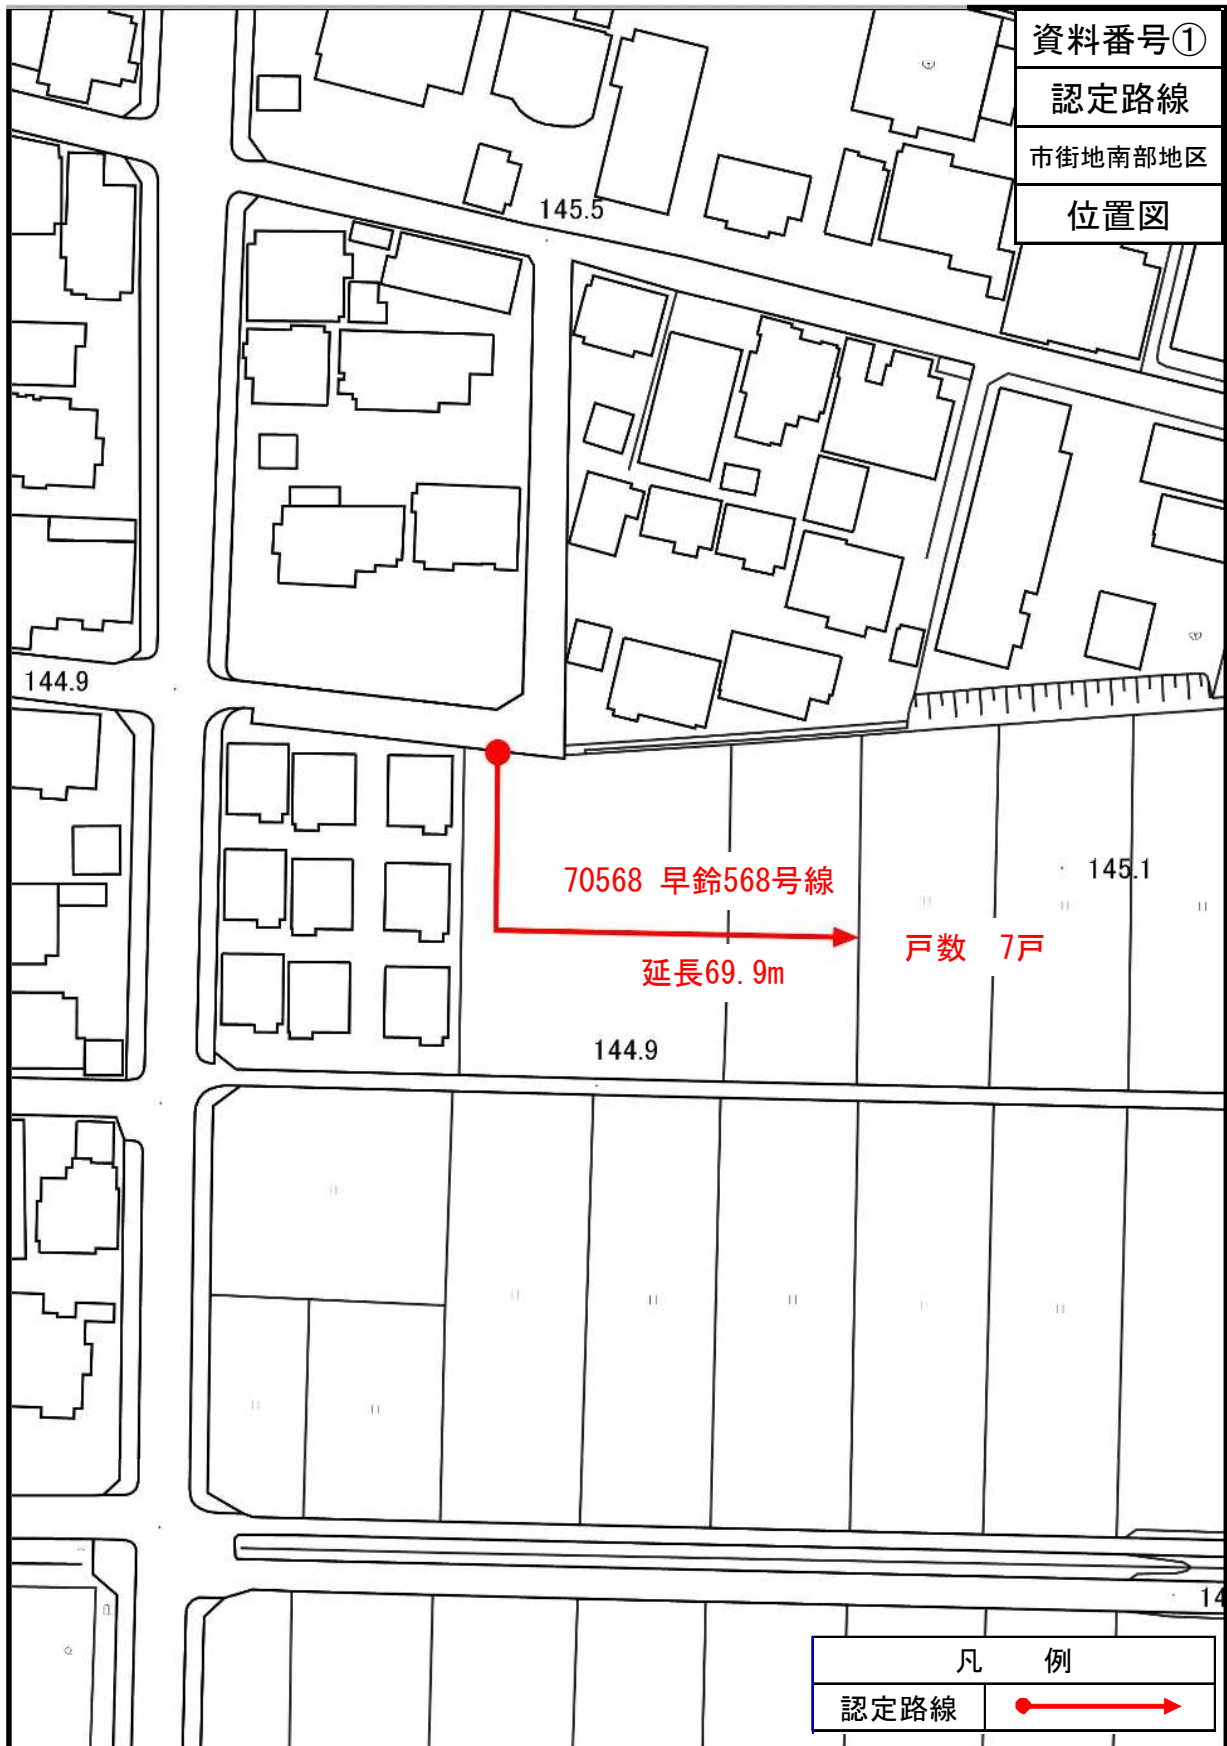 資料番号①
認定路線
市街地南部地区
位置図
145.5
144.9
70568 早鈴568号線
145.1
戸数 7戸
延長69.9m
144.9
14
凡 例
認定路線